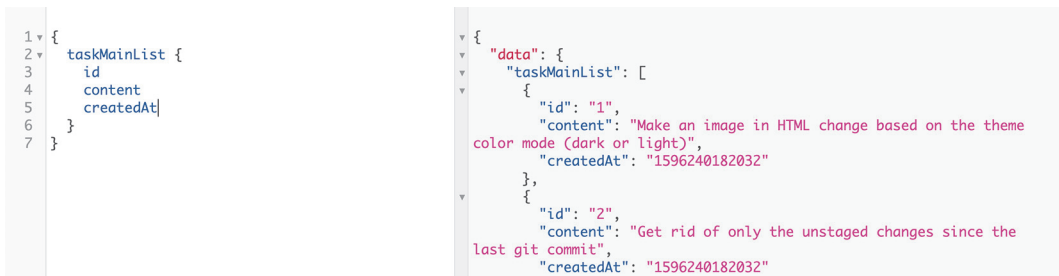 1 {
2 taskMainList {
3 id
4 content
5 createdAt
6 }
7 }
{
"data": {
"taskMainList": [
{
"id": "1",
"content": "Make an image in HTML change based on the theme
color mode (dark or light)",
"createdAt": "1596240182032"
},
{
"id": "2",
"content": "Get rid of only the unstaged changes since the
last git commit",
"createdAt": "1596240182032"